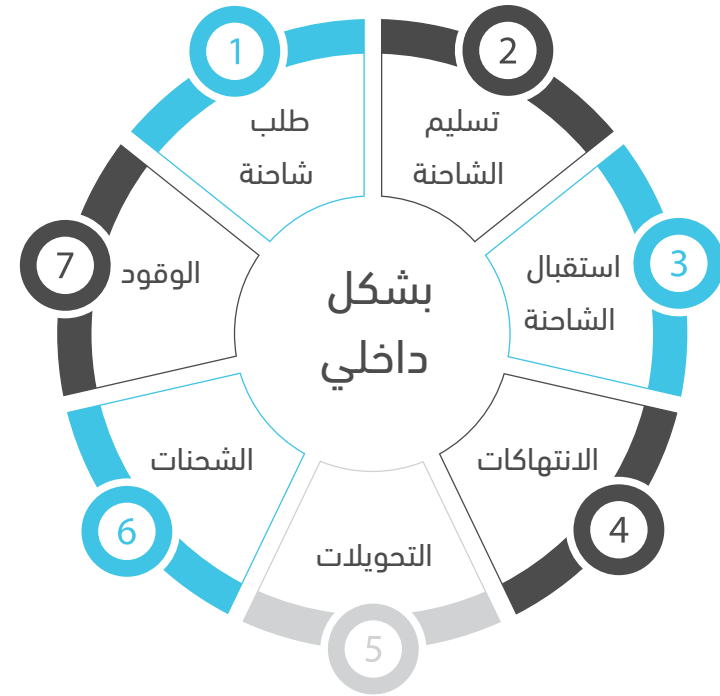 1
طلب
شاحنة
2
تسليم
الشاحنة
3
استقبال
الشاحنة
4
الانتهاكات
5
التحويلات
6
الشحنات
7
الوقود
بشكل
داخلي